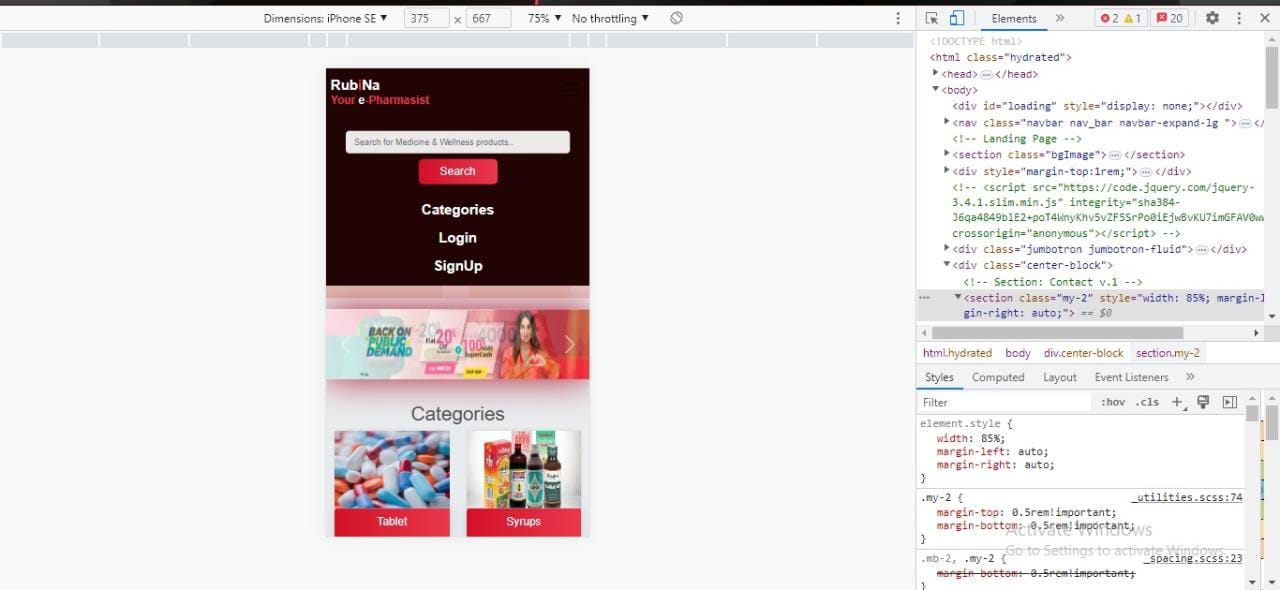 Dimensions: iPhone SE ▼ 375 × 667 75% ▼ No throttling ▼
RubiNa
Your e-Pharmasist
Search for Medicine & Wellness products..
Search
Categories
Login
SignUp
BACK ON
PUBLIC
DEMAND
Flat 20%
Off
100%
SuperCash
Categories
Tablet
Syrups
Elements » 2 1 20
<!DOCTYPE html>
<html class="hydrated">
<head>…</head>
<body>
<div id="loading" style="display: none;"></div>
<nav class="navbar nav_bar navbar-expand-lg ">…</
<!-- Landing Page -->
<section class="bgImage">…</section>
<div style="margin-top:1rem;">…</div>
<!-- <script src="https://code.jquery.com/jquery-
3.4.1.slim.min.js" integrity="sha384-
J6qa4849blE2+poT4WnyKhv5vZF5SrPo0iEjwBvKU7imGFAV0ww
crossorigin="anonymous"></script> -->
<div class="jumbotron jumbotron-fluid">…</div>
<div class="center-block">
<!-- Section: Contact v.1 -->
… <section class="my-2" style="width: 85%; margin-l
gin-right: auto;"> == $0
html.hydrated body div.center-block section.my-2
Styles Computed Layout Event Listeners »
Filter :hov .cls +
element.style {
width: 85%;
margin-left: auto;
margin-right: auto;
}
.my-2 { _utilities.scss:74
margin-top: 0.5rem!important;
margin-bottom: 0.5rem!important;
}
Activate Windows
Go to Settings to activate Windows.
.mb-2, .my-2 { _spacing.scss:23
margin-bottom: 0.5rem!important;
}